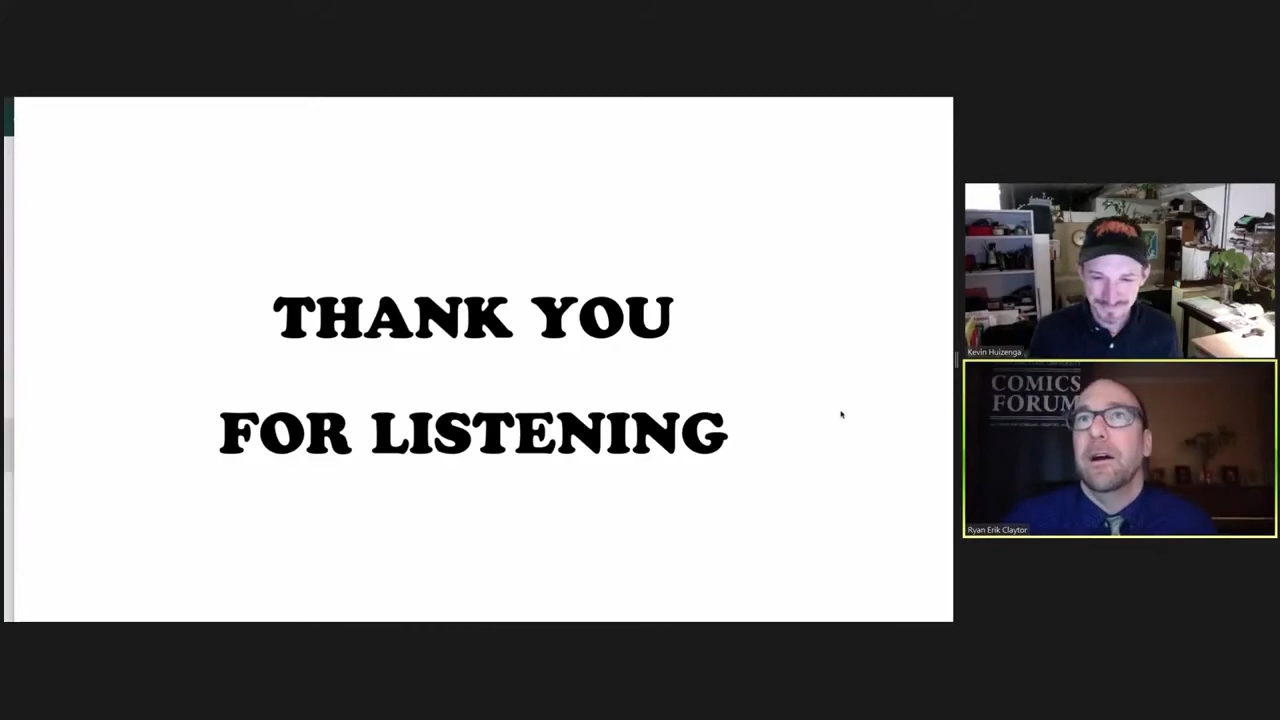 THANK YOU
FOR LISTENING
Kevin Huizenga
COMICS
FORUM
Ryan Erik Claytor